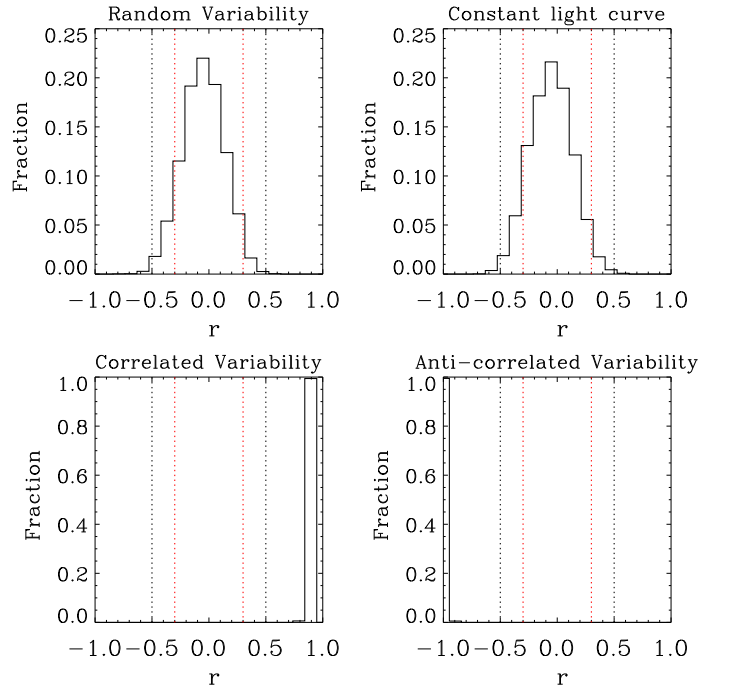 Random Variability
Constant light curve
0.25
0.20
0.15
0.10
0.05
0.00
Fraction
−1.0−0.5 0.0 0.5 1.0
r
0.25
0.20
0.15
0.10
0.05
0.00
Fraction
−1.0−0.5 0.0 0.5 1.0
r
Correlated Variability
Anti−correlated Variability
1.0
0.8
0.6
0.4
0.2
0.0
Fraction
−1.0−0.5 0.0 0.5 1.0
r
1.0
0.8
0.6
0.4
0.2
0.0
Fraction
−1.0−0.5 0.0 0.5 1.0
r